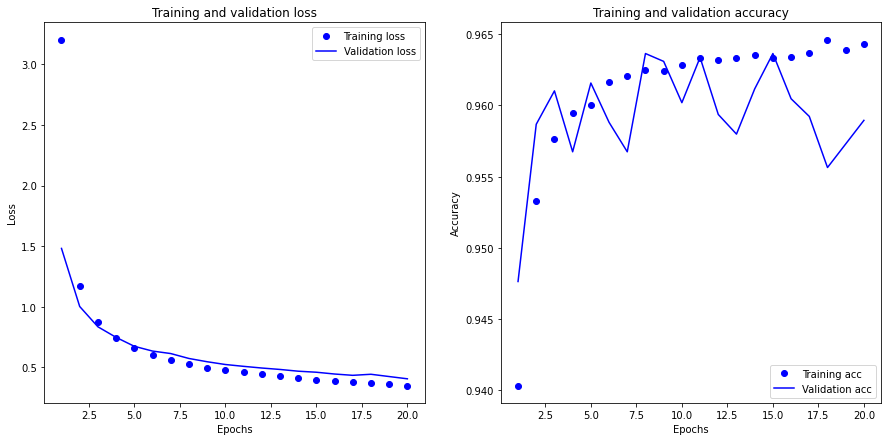 Training and validation loss
Training loss
Validation loss
3.0
2.5
2.0
1.5
1.0
0.5
Loss
2.5 5.0 7.5 10.0 12.5 15.0 17.5 20.0
Epochs
Training and validation accuracy
0.965
0.960
0.955
0.950
0.945
0.940
Accuracy
Training acc
Validation acc
2.5 5.0 7.5 10.0 12.5 15.0 17.5 20.0
Epochs